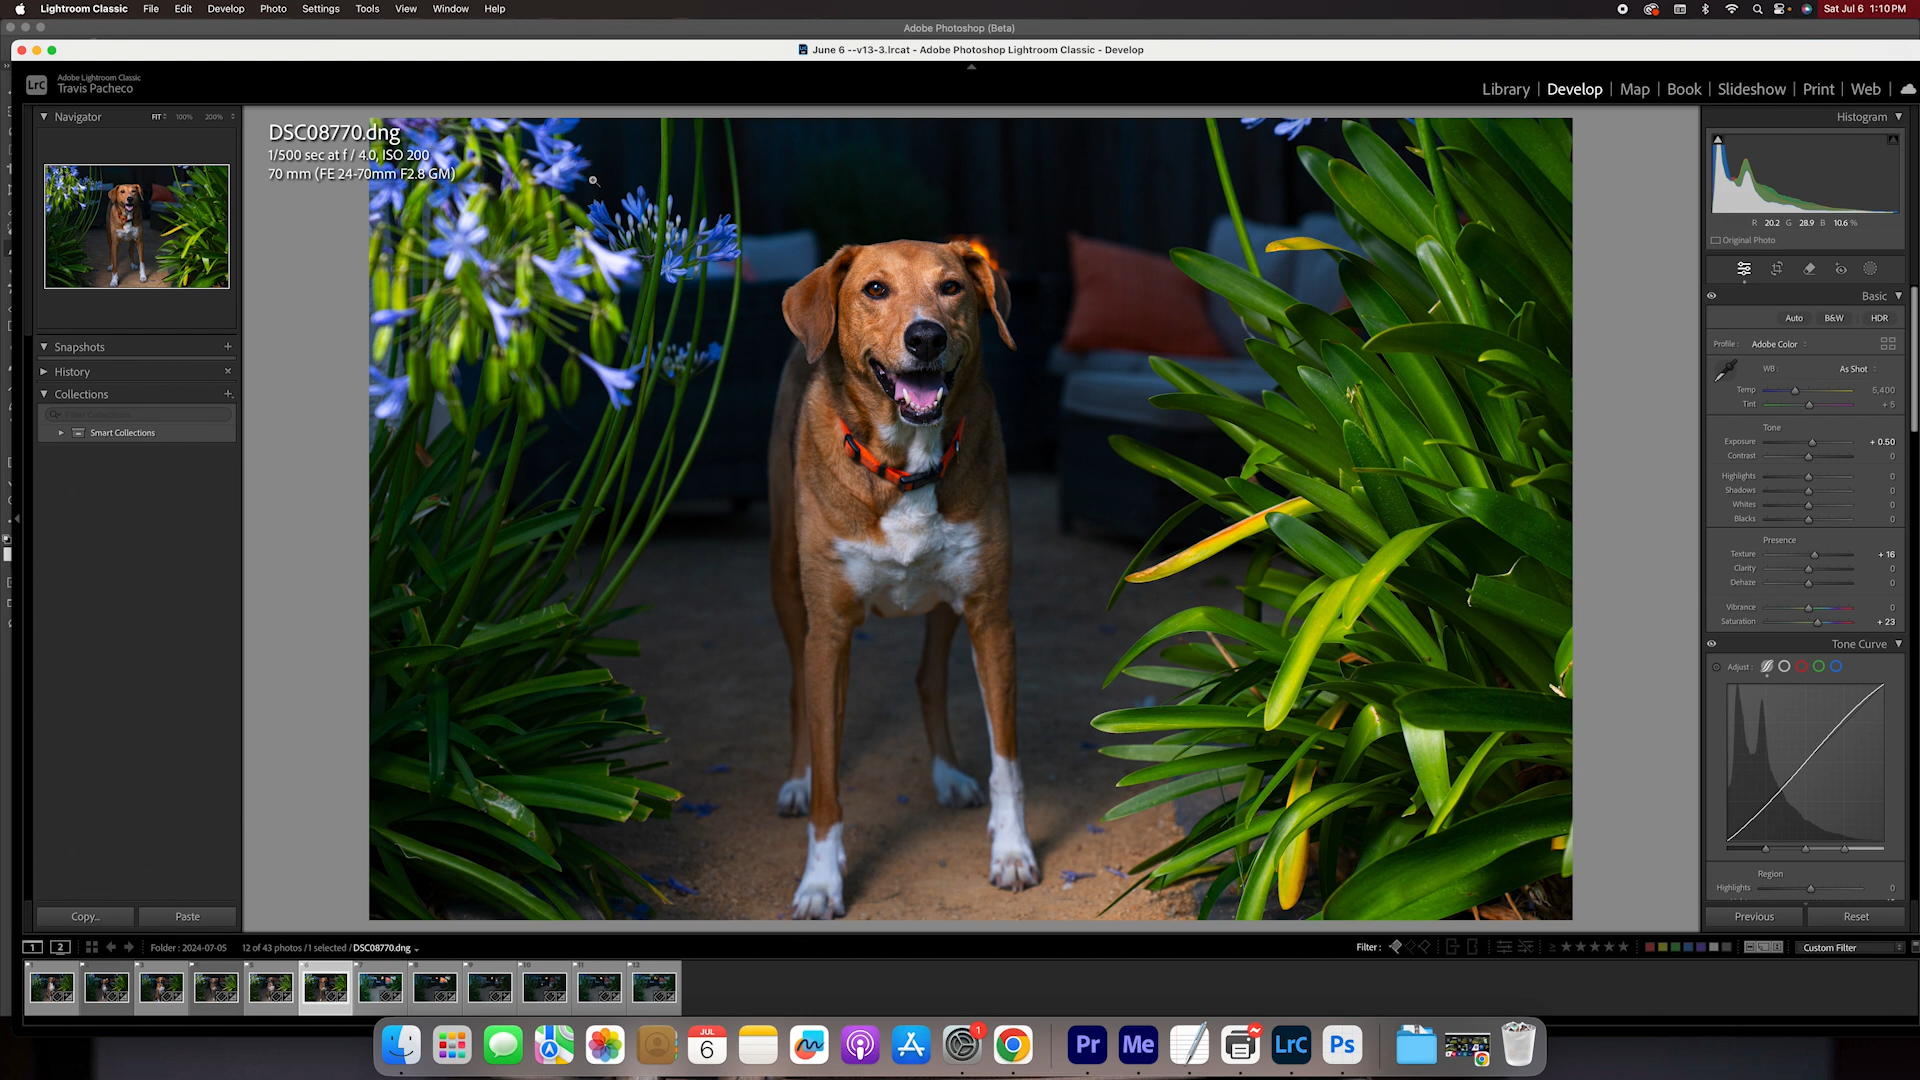 Lightroom Classic File Edit Develop Photo Settings Tools View Window Help
Sat Jul 6 1:10 PM
Adobe Photoshop (Beta)
June 6 --v13-3.lrcat - Adobe Photoshop Lightroom Classic - Develop
LrC
Adobe Lightroom Classic
Travis Pacheco
Library | Develop | Map | Book | Slideshow | Print | Web
Navigator FIT 100% 200%
DSC08770.dng
1/500 sec at f / 4.0, ISO 200
70 mm (FE 24-70mm F2.8 GM)
Snapshots
History
Collections
Filter Collections
Smart Collections
Copy... Paste
Histogram
R 20.2 G 28.9 B 10.6 %
Original Photo
Basic
Auto B&W HDR
Profile : Adobe Color
WB : As Shot
Temp 5,400
Tint + 5
Tone
Exposure + 0.50
Contrast 0
Highlights 0
Shadows 0
Whites 0
Blacks 0
Presence
Texture + 16
Clarity 0
Dehaze 0
Vibrance 0
Saturation + 23
Tone Curve
Adjust :
Region
Highlights 0
Previous Reset
1 2 Folder : 2024-07-05 12 of 43 photos / 1 selected / DSC08770.dng
Filter : Custom Filter
JUL
6
1
Pr Me LrC Ps